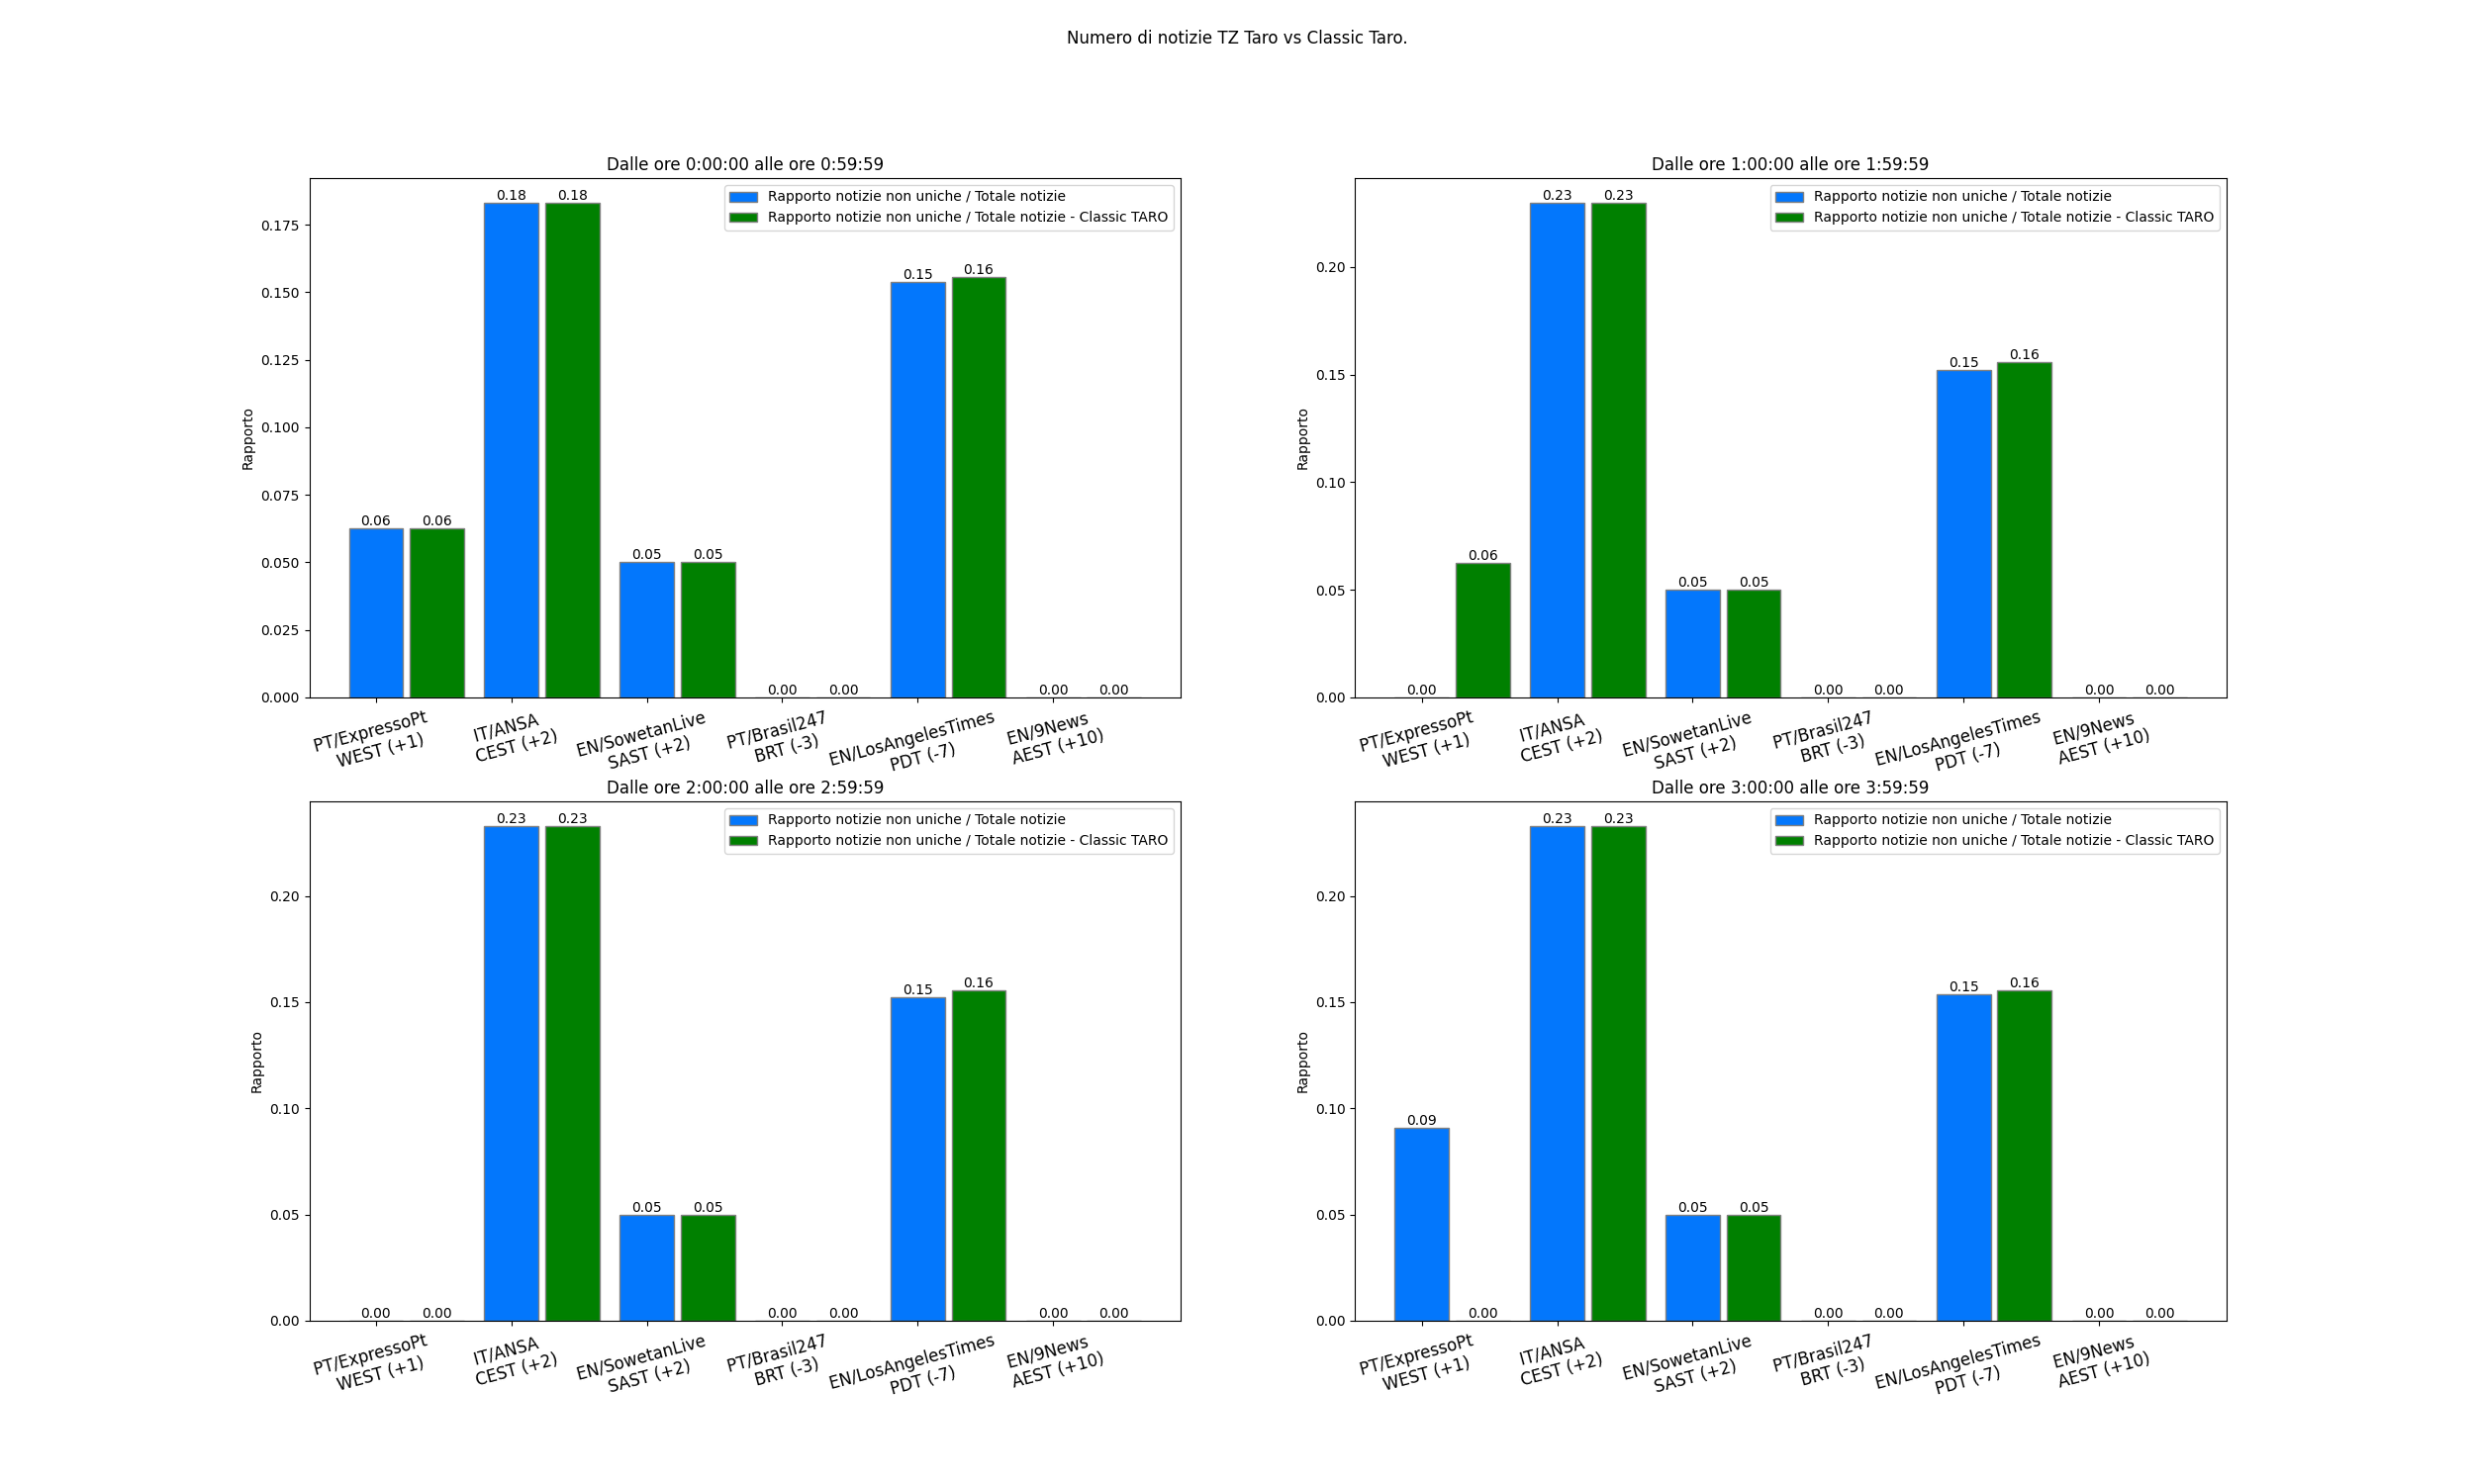 Numero di notizie TZ Taro vs Classic Taro.
Dalle ore 0:00:00 alle ore 0:59:59
Rapporto notizie non uniche / Totale notizie
Rapporto notizie non uniche / Totale notizie - Classic TARO
Rapporto
0.175
0.150
0.125
0.100
0.075
0.050
0.025
0.000
0.06
0.06
0.18
0.18
0.05
0.05
0.00
0.00
0.15
0.16
0.00
0.00
PT/ExpressoPt
WEST (+1)
IT/ANSA
CEST (+2)
EN/SowetanLive
SAST (+2)
PT/Brasil247
BRT (-3)
EN/LosAngelesTimes
PDT (-7)
EN/9News
AEST (+10)
Dalle ore 1:00:00 alle ore 1:59:59
Rapporto notizie non uniche / Totale notizie
Rapporto notizie non uniche / Totale notizie - Classic TARO
Rapporto
0.20
0.15
0.10
0.05
0.00
0.00
0.06
0.23
0.23
0.05
0.05
0.00
0.00
0.15
0.16
0.00
0.00
PT/ExpressoPt
WEST (+1)
IT/ANSA
CEST (+2)
EN/SowetanLive
SAST (+2)
PT/Brasil247
BRT (-3)
EN/LosAngelesTimes
PDT (-7)
EN/9News
AEST (+10)
Dalle ore 2:00:00 alle ore 2:59:59
Rapporto notizie non uniche / Totale notizie
Rapporto notizie non uniche / Totale notizie - Classic TARO
Rapporto
0.20
0.15
0.10
0.05
0.00
0.00
0.00
0.23
0.23
0.05
0.05
0.00
0.00
0.15
0.16
0.00
0.00
PT/ExpressoPt
WEST (+1)
IT/ANSA
CEST (+2)
EN/SowetanLive
SAST (+2)
PT/Brasil247
BRT (-3)
EN/LosAngelesTimes
PDT (-7)
EN/9News
AEST (+10)
Dalle ore 3:00:00 alle ore 3:59:59
Rapporto notizie non uniche / Totale notizie
Rapporto notizie non uniche / Totale notizie - Classic TARO
Rapporto
0.20
0.15
0.10
0.05
0.00
0.09
0.00
0.23
0.23
0.05
0.05
0.00
0.00
0.15
0.16
0.00
0.00
PT/ExpressoPt
WEST (+1)
IT/ANSA
CEST (+2)
EN/SowetanLive
SAST (+2)
PT/Brasil247
BRT (-3)
EN/LosAngelesTimes
PDT (-7)
EN/9News
AEST (+10)